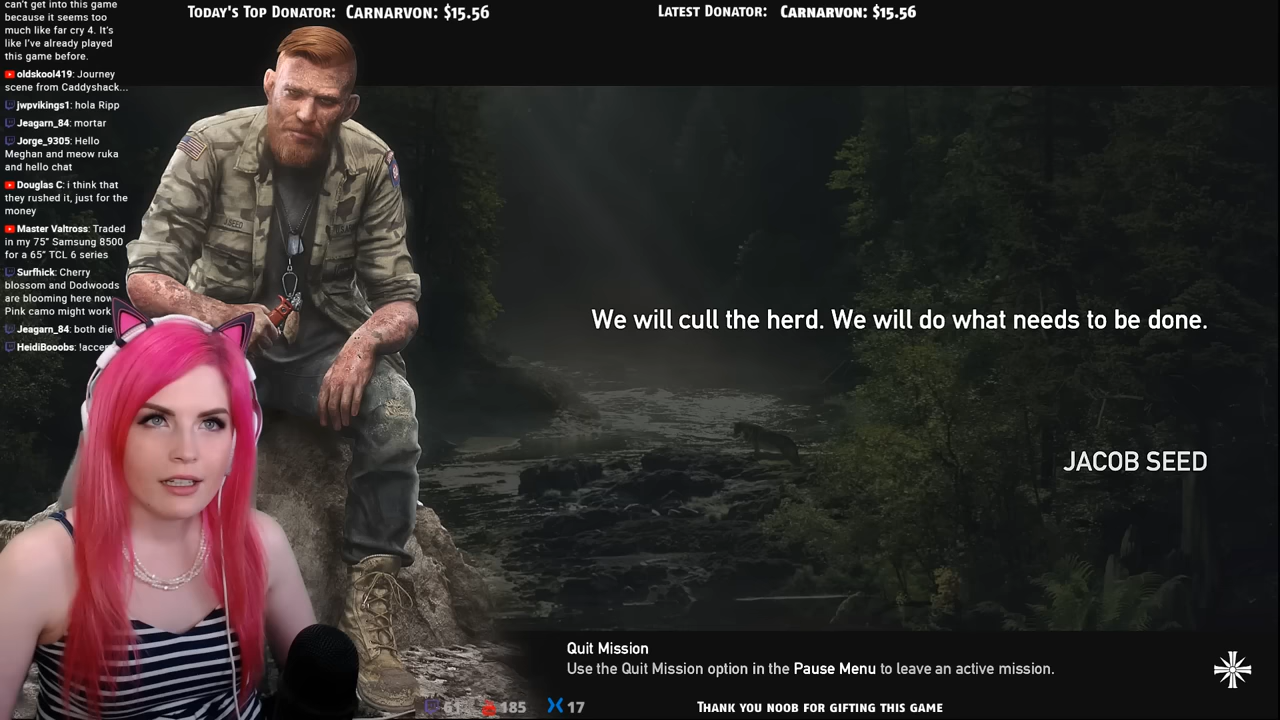 can't get into this game
because it seems too
much like far cry 4. It's
like I've already played
this game before.
oldskool419: Journey
scene from Caddyshack...
jwpvikings1: hola Ripp
Jeagarn_84: mortar
Jorge_9305: Hello
Meghan and meow ruka
and hello chat
Douglas C: i think that
they rushed it, just for the
money
Master Valtross: Traded
in my 75" Samsung 8500
for a 65" TCL 6 series
Surfhick: Cherry
blossom and Dodwoods
are blooming here now
Pink camo might work
Jeagarn_84: both die
HeidiBooobs: !accep
Today's Top Donator: Carnarvon: $15.56
Latest Donator: Carnarvon: $15.56
We will cull the herd. We will do what needs to be done.
JACOB SEED
Quit Mission
Use the Quit Mission option in the Pause Menu to leave an active mission.
61 185 17
Thank you noob for gifting this game